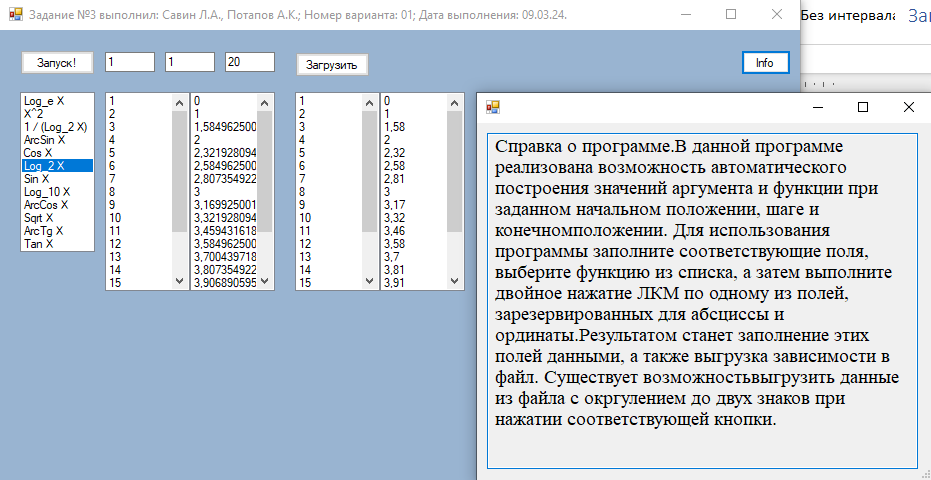 Задание №3 выполнил: Савин Л.А., Потапов А.К.; Номер варианта: 01; Дата выполнения: 09.03.24.
Без интервала
Запуск!
1
1
20
Загрузить
Info
Log_e X
X^2
1 / (Log_2 X)
ArcSin X
Cos X
Log_2 X
Sin X
Log_10 X
ArcCos X
Sqrt X
ArcTg X
Tan X
1
2
3
4
5
6
7
8
9
10
11
12
13
14
15
0
1
1,584962500
2
2,321928094
2,584962500
2,807354922
3
3,169925001
3,321928094
3,459431618
3,584962500
3,700439718
3,807354922
3,906890595
1
2
3
4
5
6
7
8
9
10
11
12
13
14
15
0
1
1,58
2
2,32
2,58
2,81
3
3,17
3,32
3,46
3,58
3,7
3,81
3,91
Справка о программе.В данной программе
реализована возможность автоматического
построения значений аргумента и функции при
заданном начальном положении, шаге и
конечномположении. Для использования
программы заполните соответствующие поля,
выберите функцию из списка, а затем выполните
двойное нажатие ЛКМ по одному из полей,
зарезервированных для абсциссы и
ординаты.Результатом станет заполнение этих
полей данными, а также выгрузка зависимости в
файл. Существует возможностьвыгрузить данные
из файла с окргулением до двух знаков при
нажатии соответствующей кнопки.